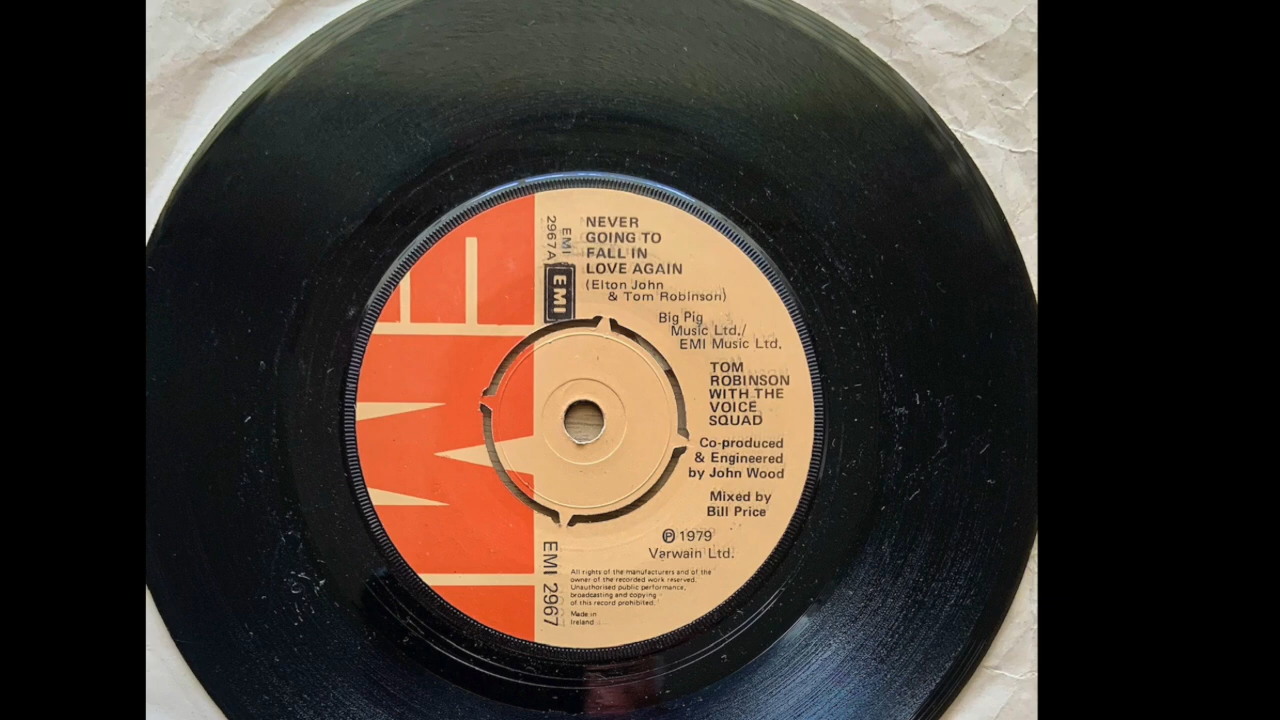 EMI
2967A
EMI
NEVER
GOING TO
FALL IN
LOVE AGAIN
(Elton John
& Tom Robinson)
Big Pig
Music Ltd./
EMI Music Ltd.
TOM
ROBINSON
WITH THE
VOICE
SQUAD
Co-produced
& Engineered
by John Wood
Mixed by
Bill Price
℗ 1979
Varwain Ltd.
EMI 2967
All rights of the manufacturers and of the
owner of the recorded work reserved.
Unauthorised public performance,
broadcasting and copying
of this record prohibited.
Made in
Ireland